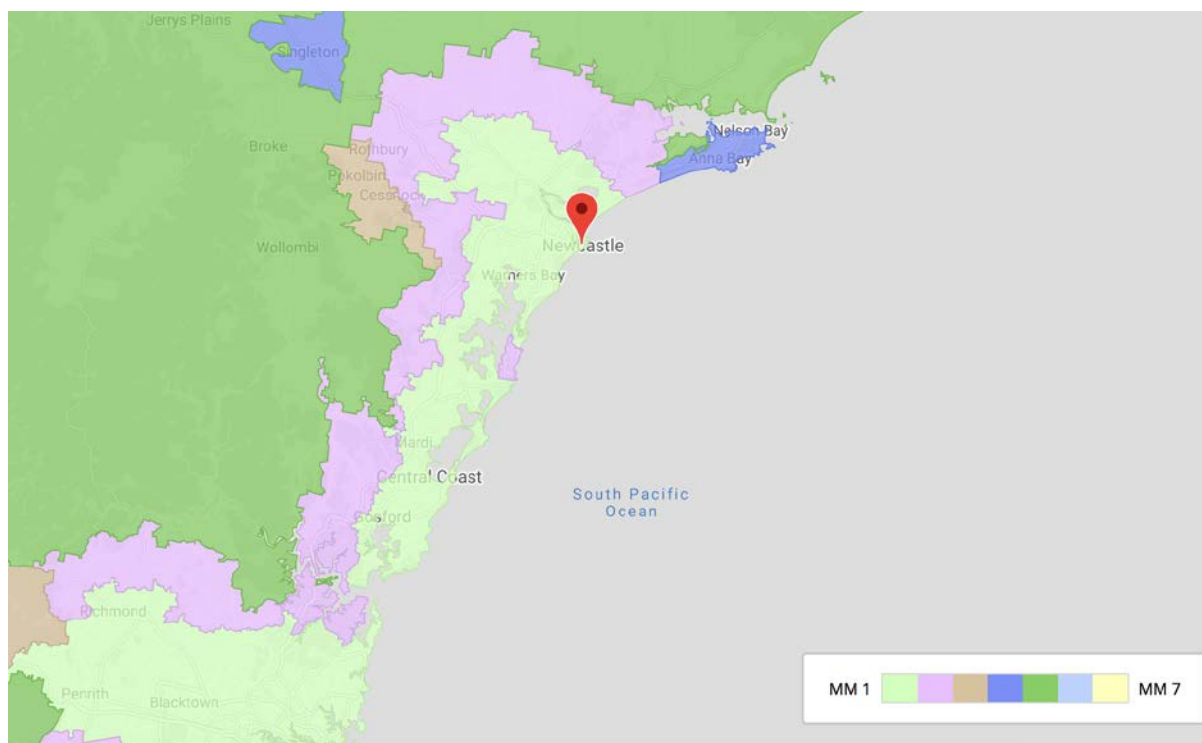 Jerrys Plains
Singleton
Broke
Rothbury
Pokolbin
Cessnock
Wollombi
Nelson Bay
Anna Bay
Newcastle
Warners Bay
Mardi
Central Coast
Gosford
South Pacific
Ocean
Richmond
Penrith
Blacktown
MM 1
MM 7